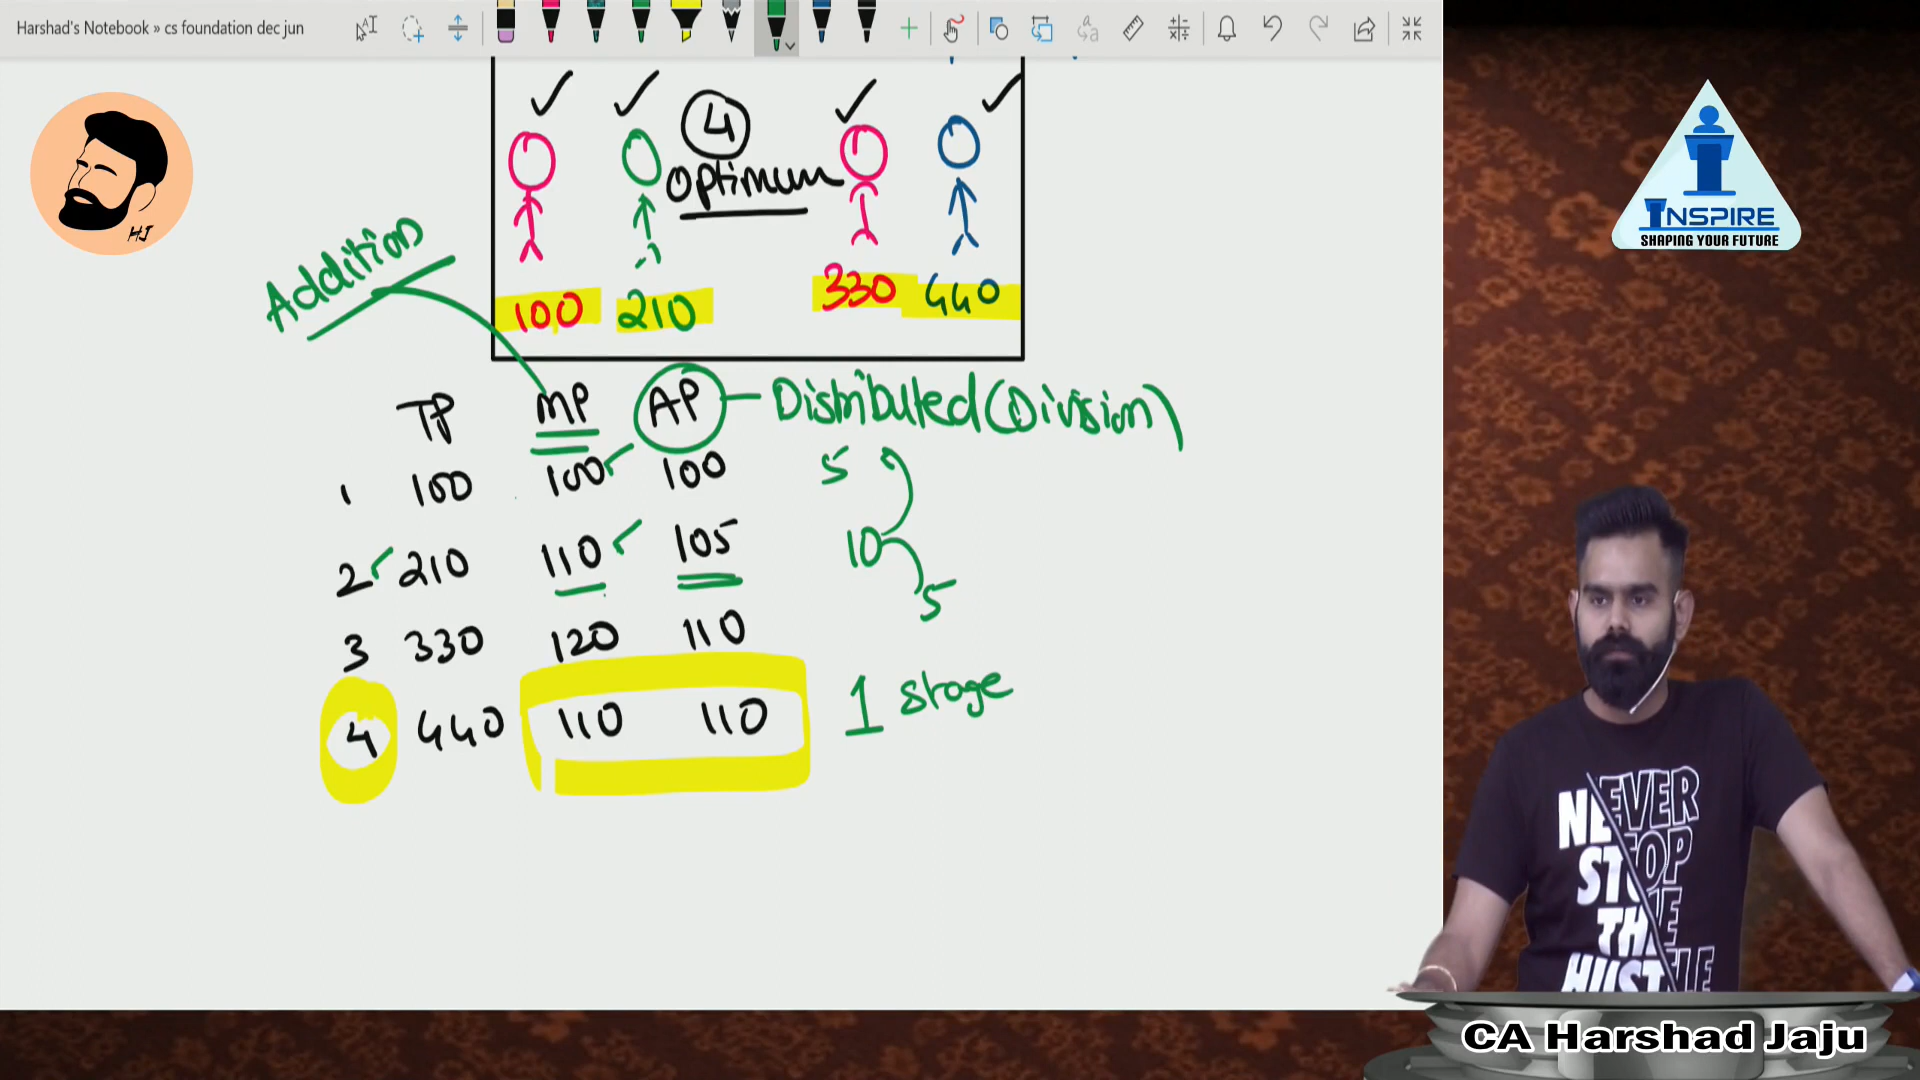 Harshad's Notebook » cs foundation dec jun
4
optimum
Addition
100 210 330 440
TP MP AP - Distributed (Division)
1 100 100 100 5
2 210 110 105 10
5
3 330 120 110
4 440 110 110 1 stage
HJ
INSPIRE
SHAPING YOUR FUTURE
NEVER
STOP
THE
HUSTLE
CA Harshad Jaju